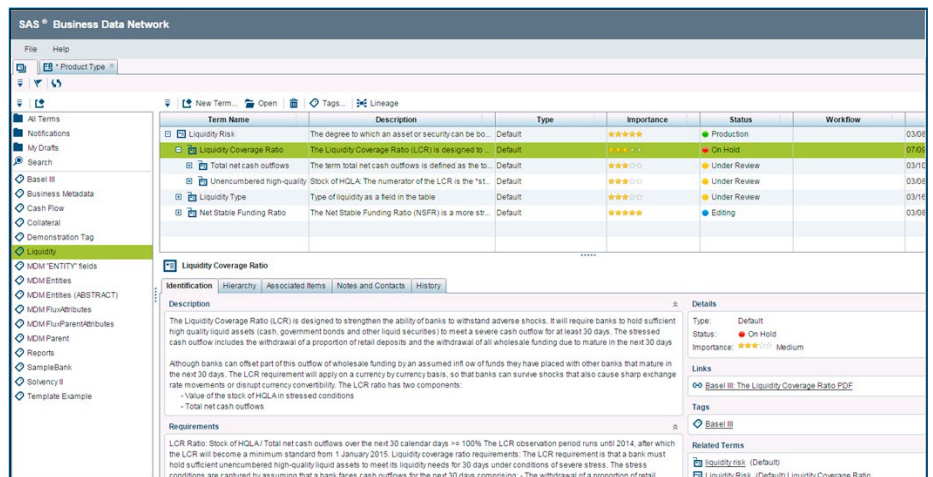 SAS ® Business Data Network
File Help
* Product Type
New Term... Open Tags... Lineage
All Terms
Notifications
My Drafts
Search
Basel III
Business Metadata
Cash Flow
Collateral
Demonstration Tag
Liquidity
MDM "ENTITY" fields
MDM Entities
MDM Entities (ABSTRACT)
MDM FluxAttributes
MDM FluxParentAttributes
MDM Parent
Reports
SampleBank
Solvency II
Template Example
Term Name Description Type Importance Status Workflow
Liquidity Risk The degree to which an asset or security can be bo... Default Production 03/08
Liquidity Coverage Ratio The Liquidity Coverage Ratio (LCR) is designed to ... Default On Hold 07/09
Total net cash outflows The term total net cash outflows is defined as the to... Default Under Review 03/10
Unencumbered high-quality Stock of HQLA: The numerator of the LCR is the "st... Default Under Review 03/08
Liquidity Type Type of liquidity as a field in the table Default Under Review 03/16
Net Stable Funding Ratio The Net Stable Funding Ratio (NSFR) is a more str... Default Editing 03/08
Liquidity Coverage Ratio
Identification Hierarchy Associated Items Notes and Contacts History
Description
The Liquidity Coverage Ratio (LCR) is designed to strengthen the ability of banks to withstand adverse shocks. It will require banks to hold sufficient
high quality liquid assets (cash, government bonds and other liquid securities) to meet a severe cash outflow for at least 30 days. The stressed
cash outflow includes the withdrawal of a proportion of retail deposits and the withdrawal of all wholesale funding due to mature in the next 30 days
Although banks can offset part of this outflow of wholesale funding by an assumed inflow of funds they have placed with other banks that mature in
the next 30 days. The LCR requirement will apply on a currency by currency basis, so that banks can survive shocks that also cause sharp exchange
rate movements or disrupt currency convertibility. The LCR ratio has two components:
- Value of the stock of HQLA in stressed conditions
- Total net cash outflows
Requirements
LCR Ratio: Stock of HQLA / Total net cash outflows over the next 30 calendar days >= 100% The LCR observation period runs until 2014, after which
the LCR will become a minimum standard from 1 January 2015. Liquidity coverage ratio requirements: The LCR requirement is that a bank must
hold sufficient unencumbered high-quality liquid assets to meet its liquidity needs for 30 days under conditions of severe stress. The stress
conditions are captured by assuming that a bank faces cash outflows for the next 30 days comprising: - The withdrawal of a proportion of retail
Details
Type: Default
Status: On Hold
Importance: Medium
Links
Basel III: The Liquidity Coverage Ratio PDF
Tags
Basel III
Related Terms
liquidity risk (Default)
Liquidity Risk (Default) Liquidity Coverage Ratio